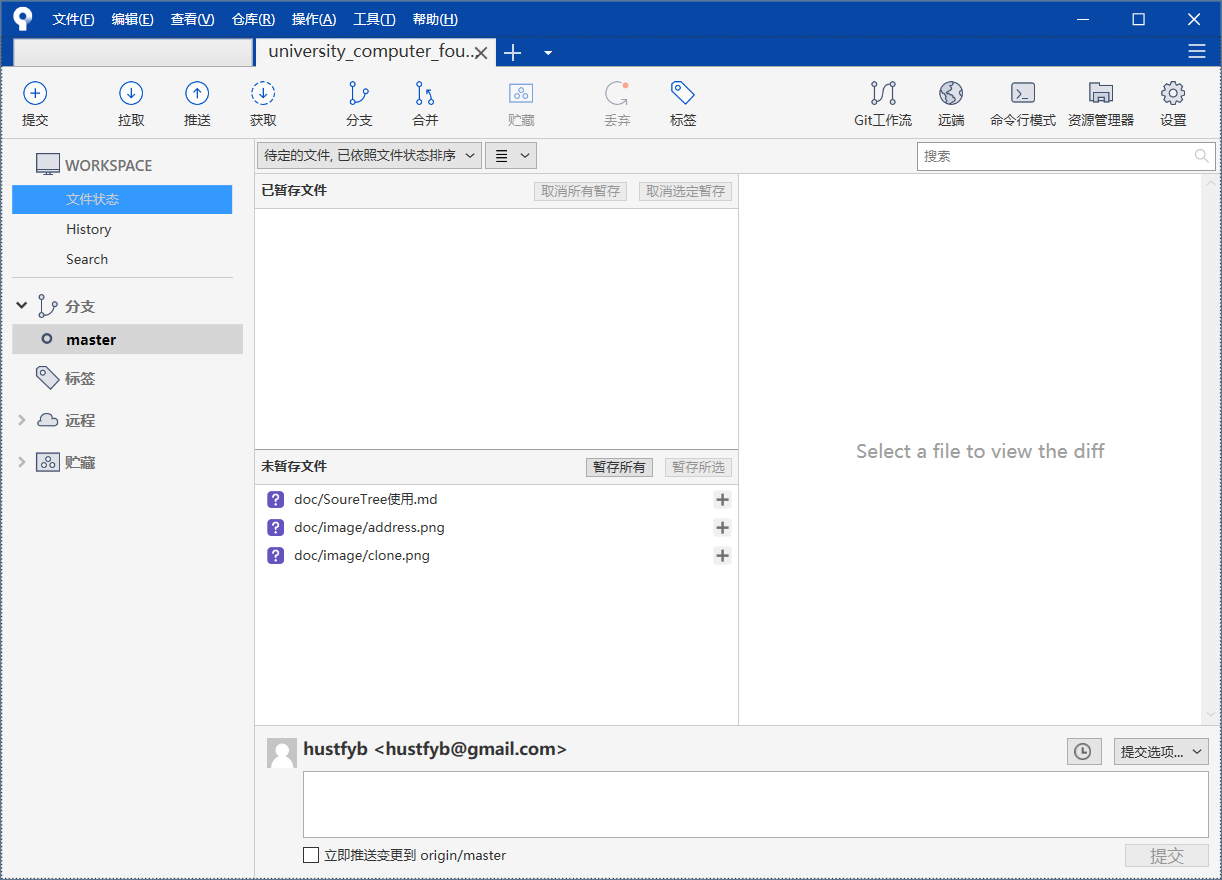 文件(F) 编辑(E) 查看(V) 仓库(R) 操作(A) 工具(T) 帮助(H)
university_computer_fou..
提交 拉取 推送 获取 分支 合并 贮藏 丢弃 标签 Git工作流 远端 命令行模式 资源管理器 设置
WORKSPACE
文件状态
History
Search
分支
master
标签
远程
贮藏
待定的文件, 已依照文件状态排序
搜索
已暂存文件 取消所有暂存 取消选定暂存
未暂存文件 暂存所有 暂存所选
doc/SoureTree使用.md
doc/image/address.png
doc/image/clone.png
Select a file to view the diff
hustfyb <hustfyb@gmail.com>
提交选项...
立即推送变更到 origin/master
提交